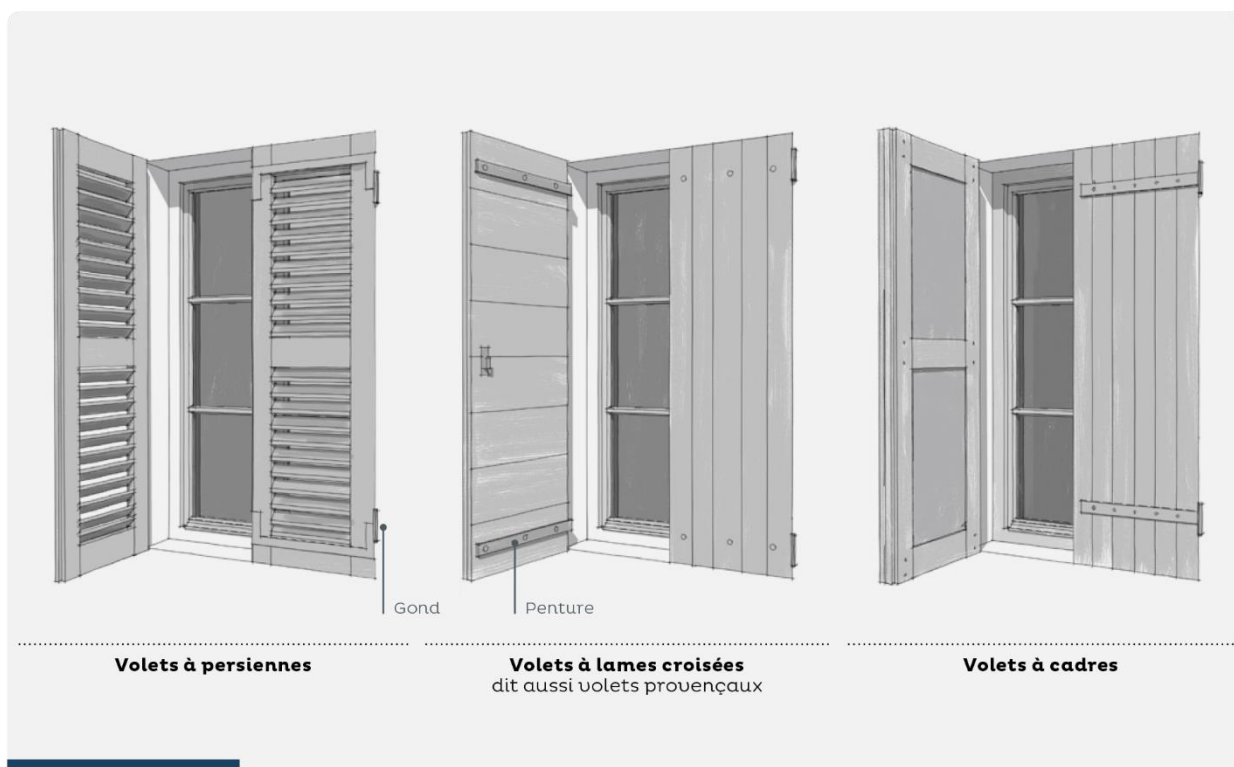 Gond
Penture
Volets à persiennes
Volets à lames croisées
dit aussi volets provençaux
Volets à cadres